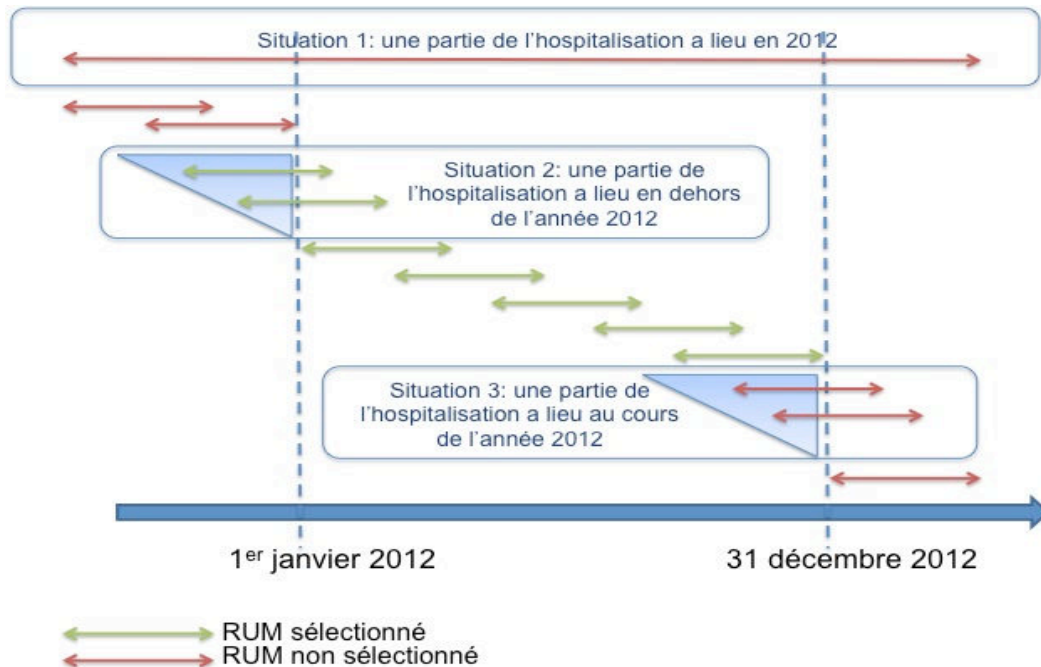 Situation 1: une partie de l'hospitalisation a lieu en 2012
Situation 2: une partie de
l'hospitalisation a lieu en dehors
de l'année 2012
Situation 3: une partie de
l'hospitalisation a lieu au cours
de l'année 2012
1er janvier 2012
31 décembre 2012
RUM sélectionné
RUM non sélectionné